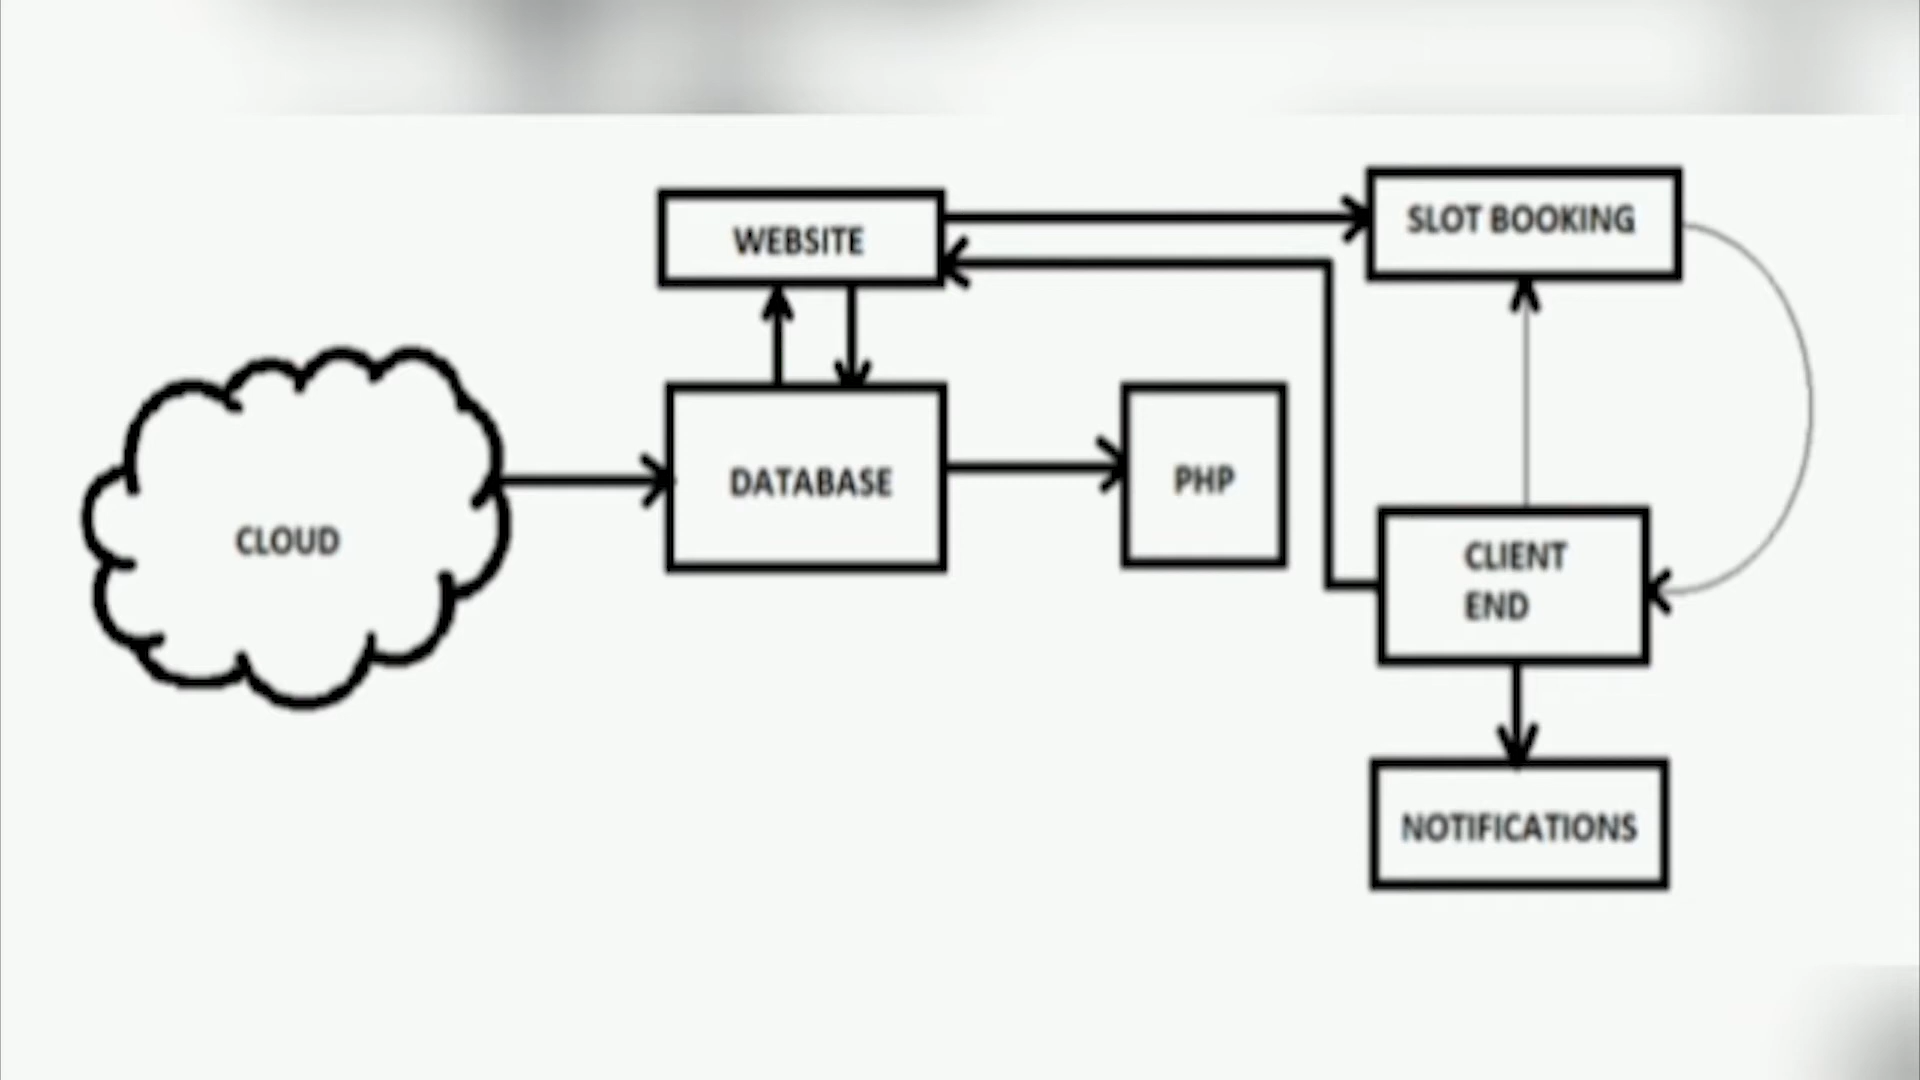 WEBSITE
SLOT BOOKING
CLOUD
DATABASE
PHP
CLIENT
END
NOTIFICATIONS